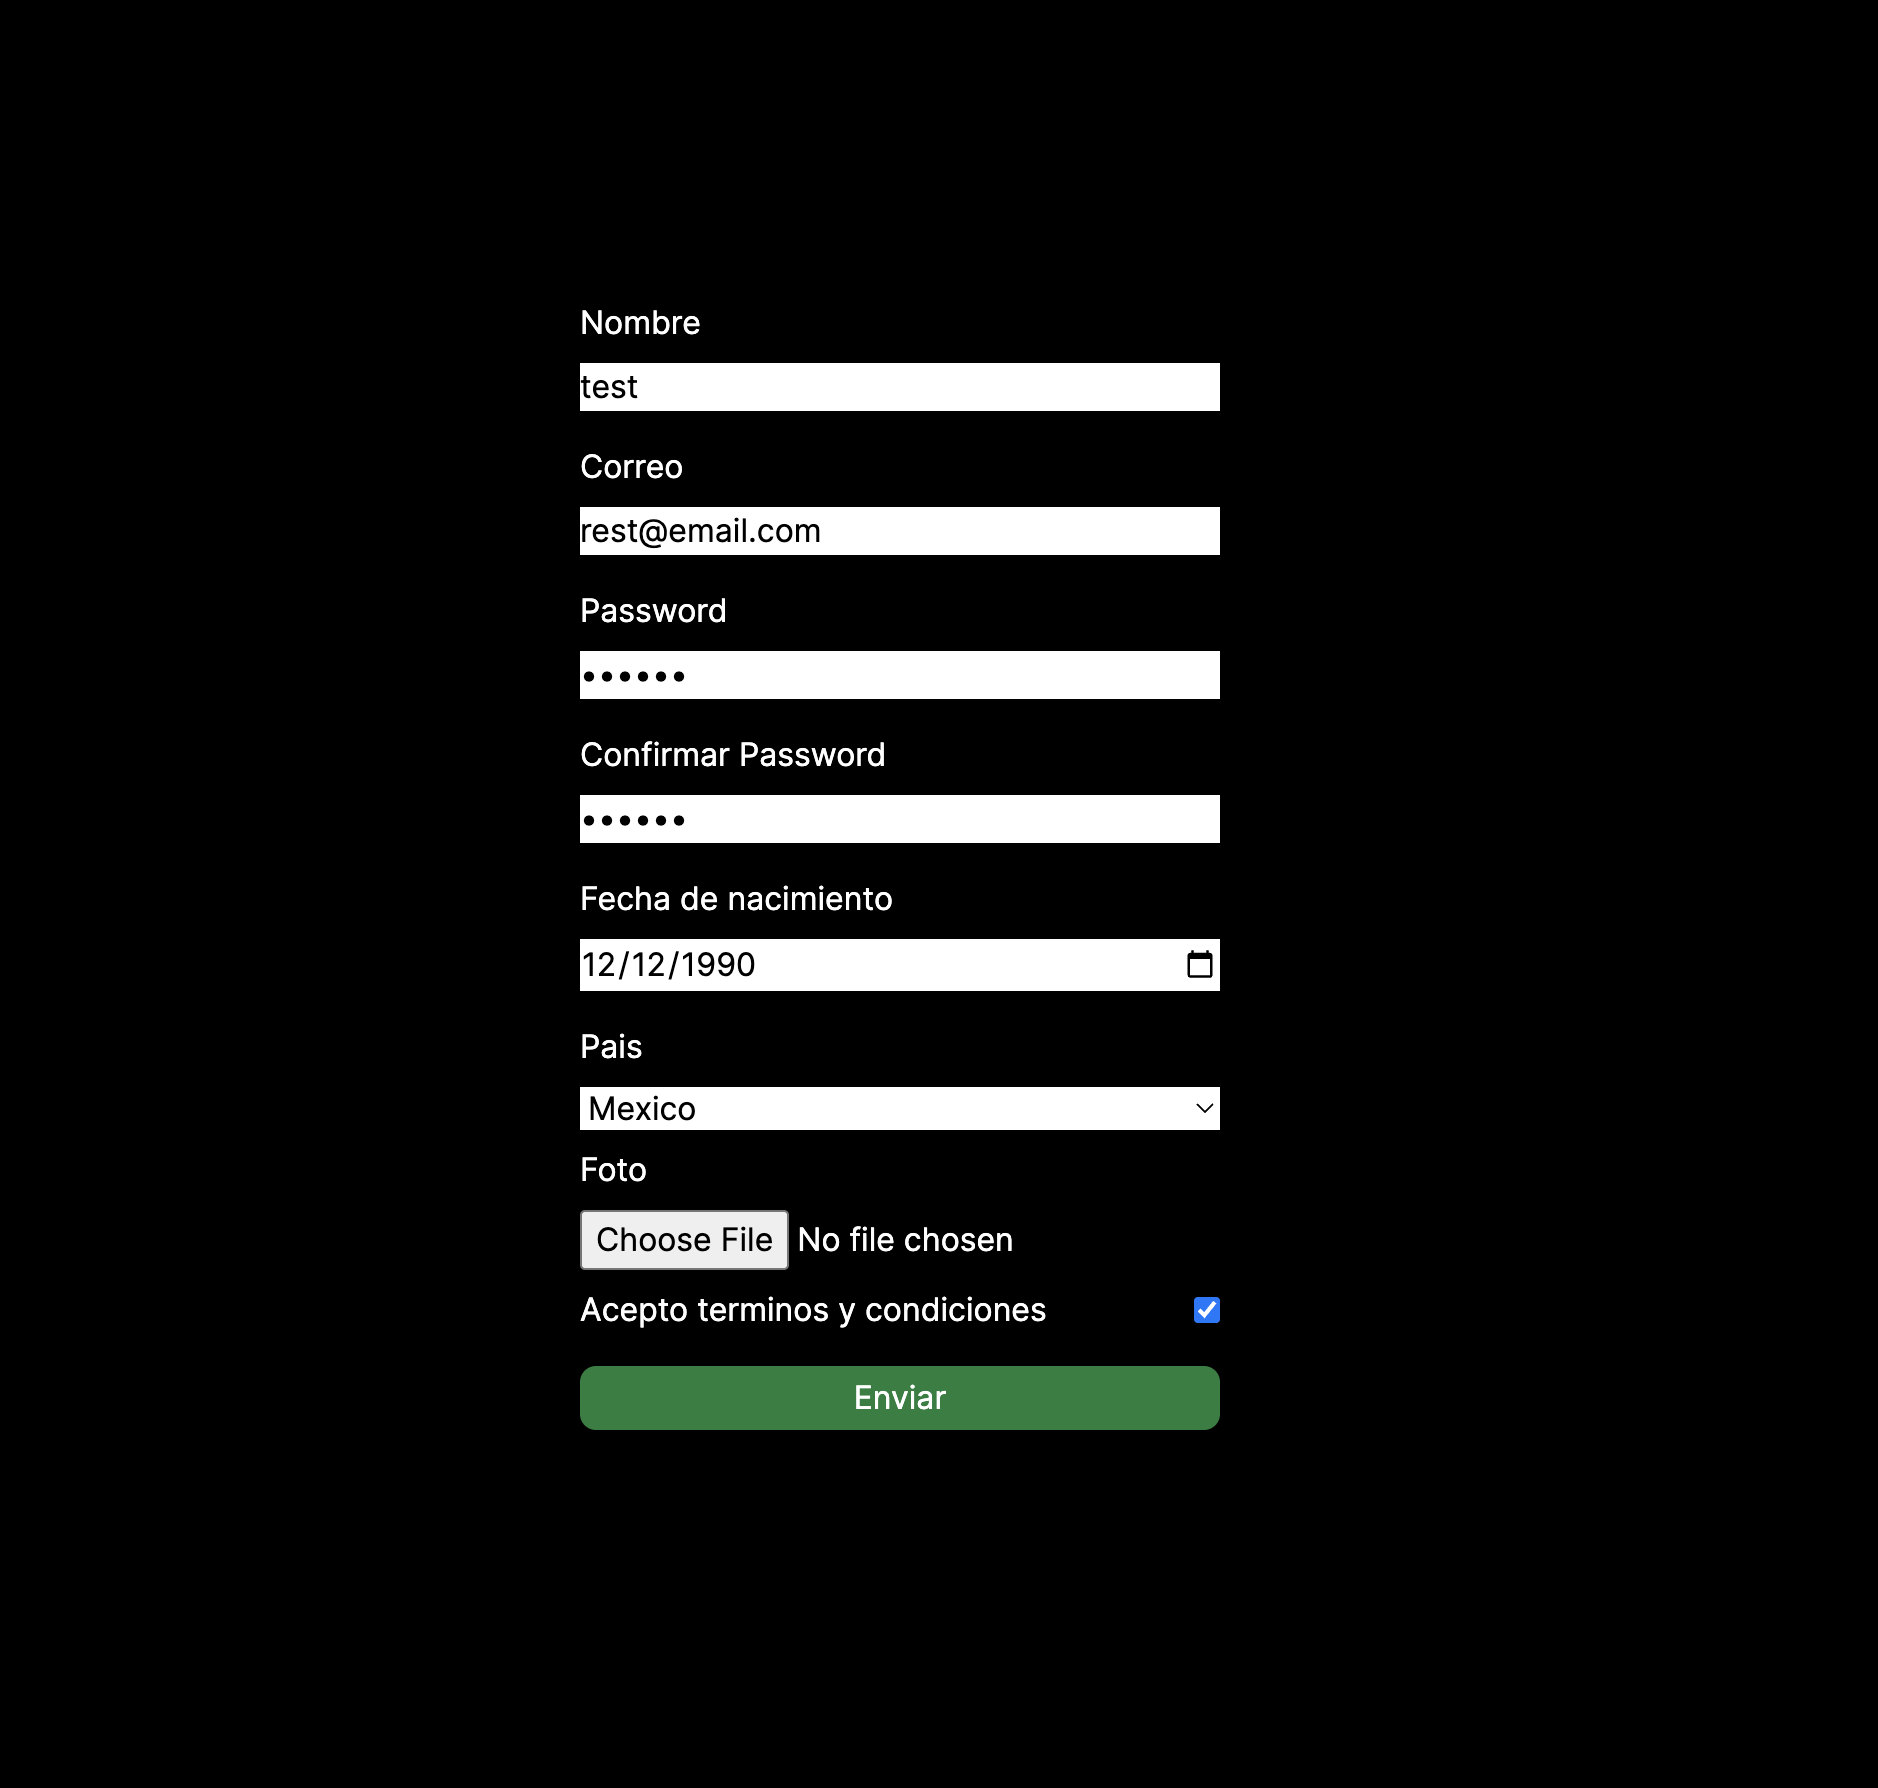 Nombre
test
Correo
rest@email.com
Password
••••••
Confirmar Password
••••••
Fecha de nacimiento
12/12/1990
Pais
Mexico
Foto
Choose File No file chosen
Acepto terminos y condiciones
Enviar